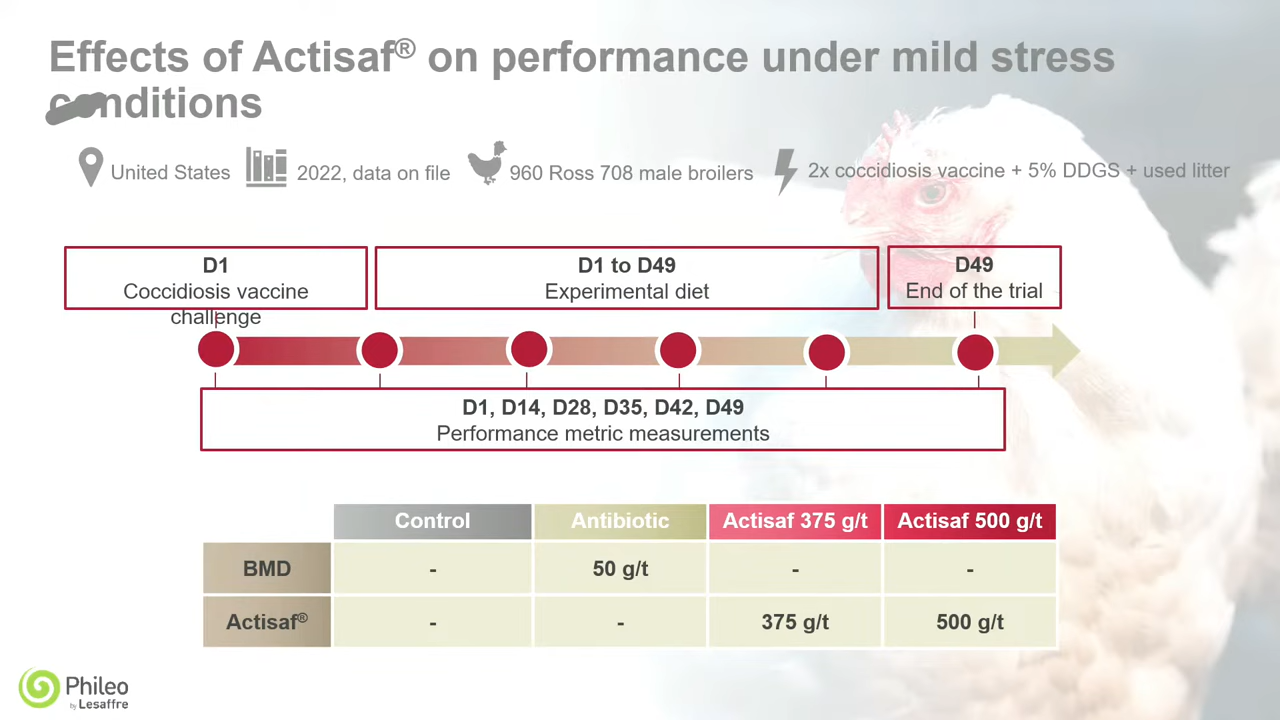 Effects of Actisaf® on performance under mild stress
conditions
United States
2022, data on file
960 Ross 708 male broilers
2x coccidiosis vaccine + 5% DDGS + used litter
D1
Coccidiosis vaccine
challenge
D1 to D49
Experimental diet
D49
End of the trial
D1, D14, D28, D35, D42, D49
Performance metric measurements
Control Antibiotic Actisaf 375 g/t Actisaf 500 g/t
BMD - 50 g/t - -
Actisaf® - - 375 g/t 500 g/t
Phileo
by Lesaffre